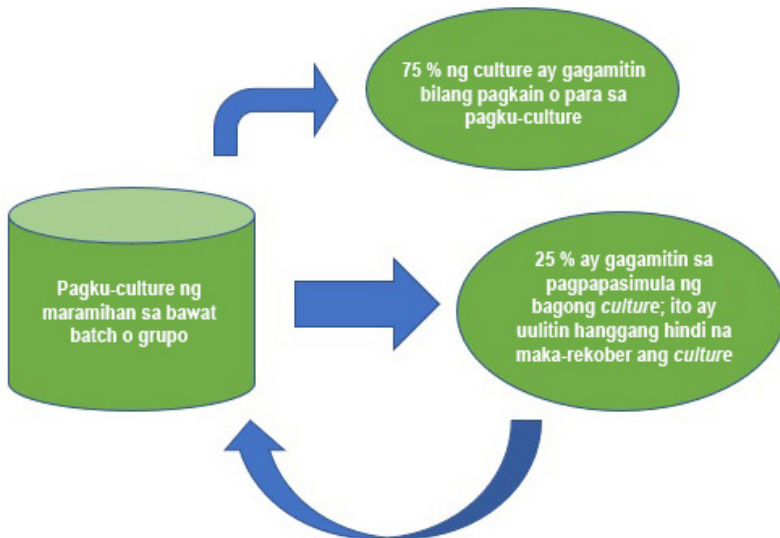 75 % ng culture ay gagamitin
bilang pagkain o para sa
pagku-culture
Pagku-culture ng
maramihan sa bawat
batch o grupo
25 % ay gagamitin sa
pagpapasimula ng
bagong culture; ito ay
uulitin hanggang hindi na
maka-rekober ang culture